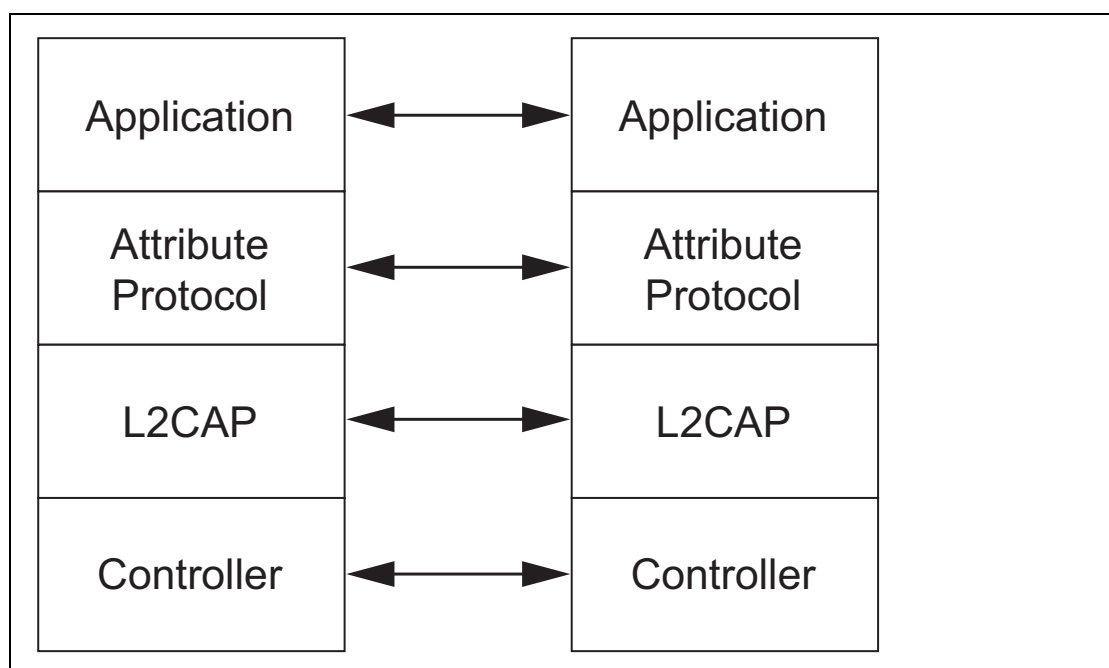 Application
Application
Attribute
Protocol
Attribute
Protocol
L2CAP
L2CAP
Controller
Controller